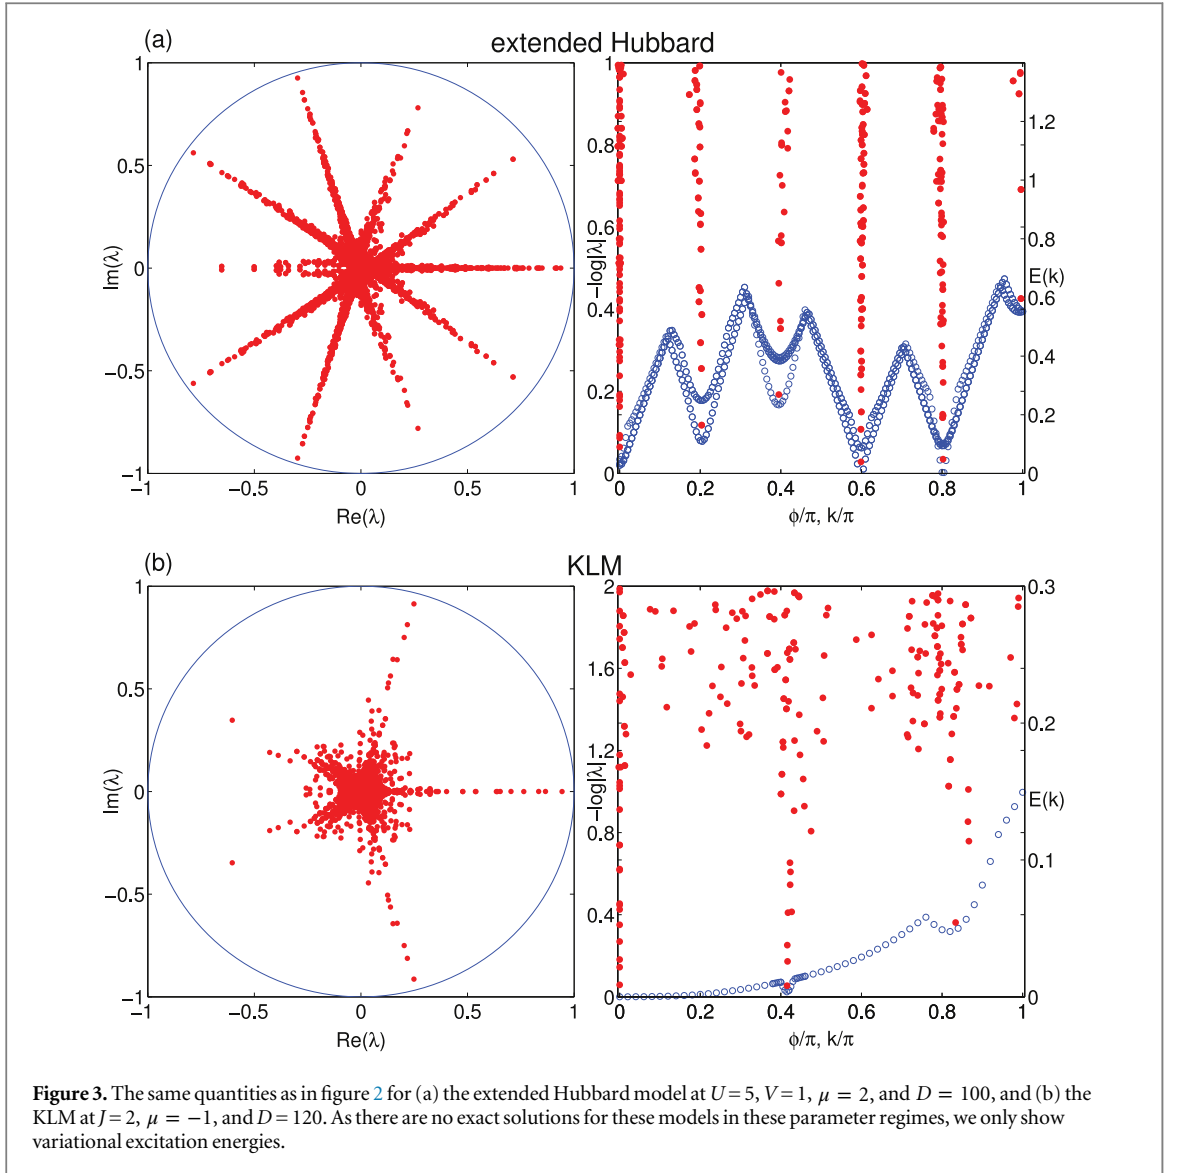 (a)
extended Hubbard
1
0.5
0
−0.5
−1
Im(λ)
−1 −0.5 0 0.5 1
Re(λ)
1
0.8
0.6
0.4
0.2
0
−log|λ|
1.2
1
0.8
E(k)
0.6
0.4
0.2
0
0 0.2 0.4 0.6 0.8 1
ϕ/π, k/π
(b)
KLM
1
0.5
0
−0.5
−1
Im(λ)
−1 −0.5 0 0.5 1
Re(λ)
2
1.6
1.2
0.8
0.4
0
−log|λ|
0.3
0.2
E(k)
0.1
0
0 0.2 0.4 0.6 0.8 1
ϕ/π, k/π
Figure 3. The same quantities as in figure 2 for (a) the extended Hubbard model at U = 5, V = 1, μ = 2, and D = 100, and (b) the
KLM at J = 2, μ = −1, and D = 120. As there are no exact solutions for these models in these parameter regimes, we only show
variational excitation energies.